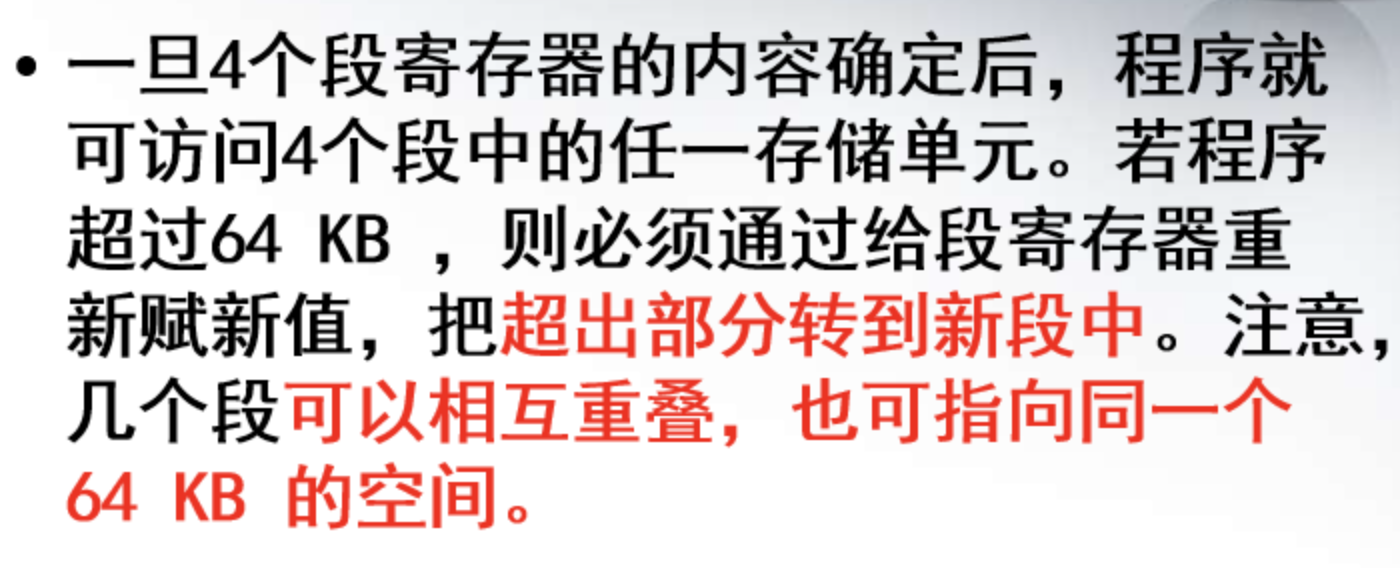 • 一旦4个段寄存器的内容确定后，程序就
可访问4个段中的任一存储单元。若程序
超过64 KB ，则必须通过给段寄存器重
新赋新值，把超出部分转到新段中。注意，
几个段可以相互重叠，也可指向同一个
64 KB 的空间。